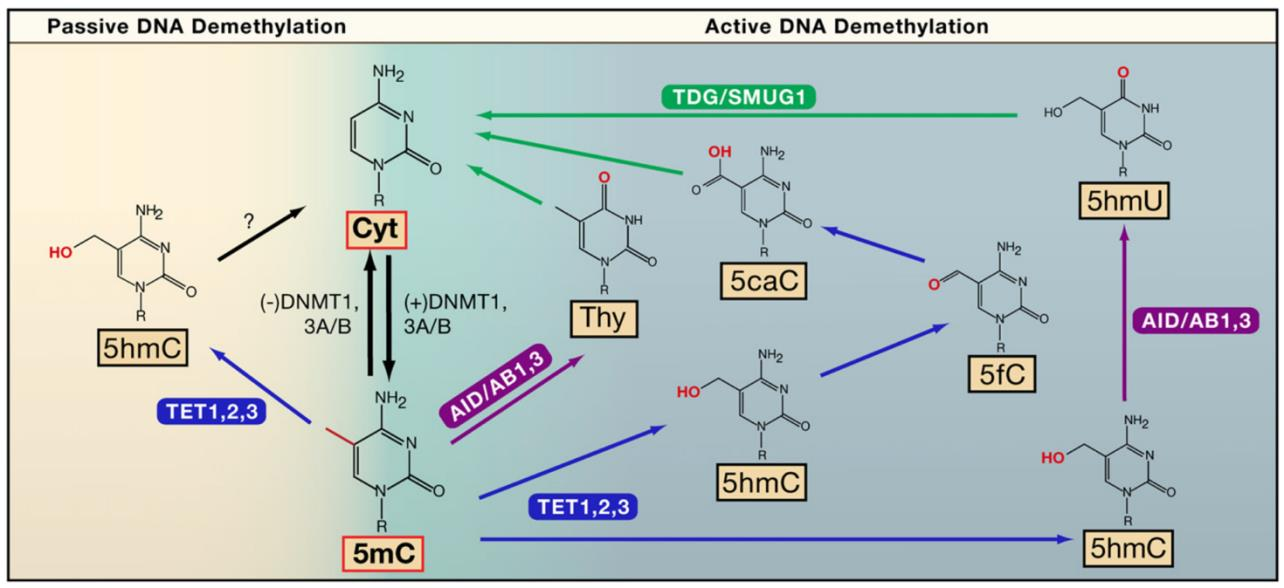 Passive DNA Demethylation
Active DNA Demethylation
NH2
N
N
O
R
Cyt
TDG/SMUG1
O
HO
NH
N
O
R
5hmU
OH
NH2
O
N
N
O
R
5caC
O
NH
N
O
R
Thy
NH2
HO
N
N
O
R
5hmC
?
(-)DNMT1,
3A/B
(+)DNMT1,
3A/B
NH2
O
N
N
O
R
5fC
AID/AB1,3
AID/AB1,3
TET1,2,3
NH2
N
N
O
R
5mC
NH2
HO
N
N
O
R
5hmC
TET1,2,3
NH2
HO
N
N
O
R
5hmC